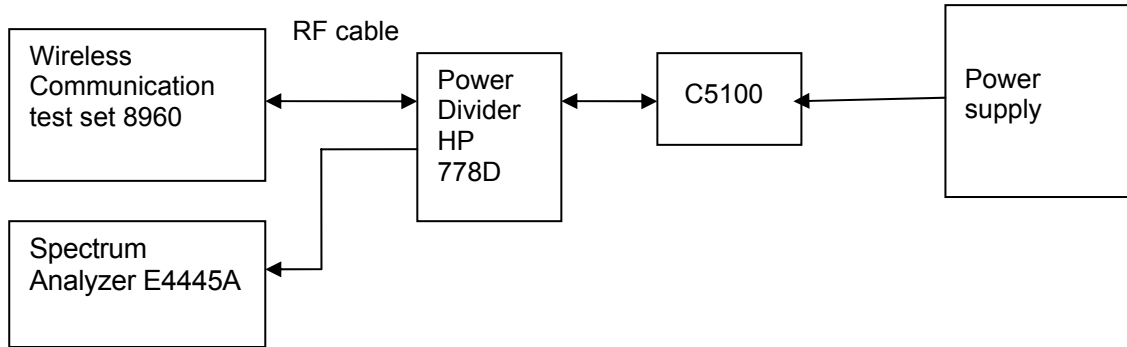 RF cable
Wireless
Communication
test set 8960
Power
Divider
HP
778D
C5100
Power
supply
Spectrum
Analyzer E4445A